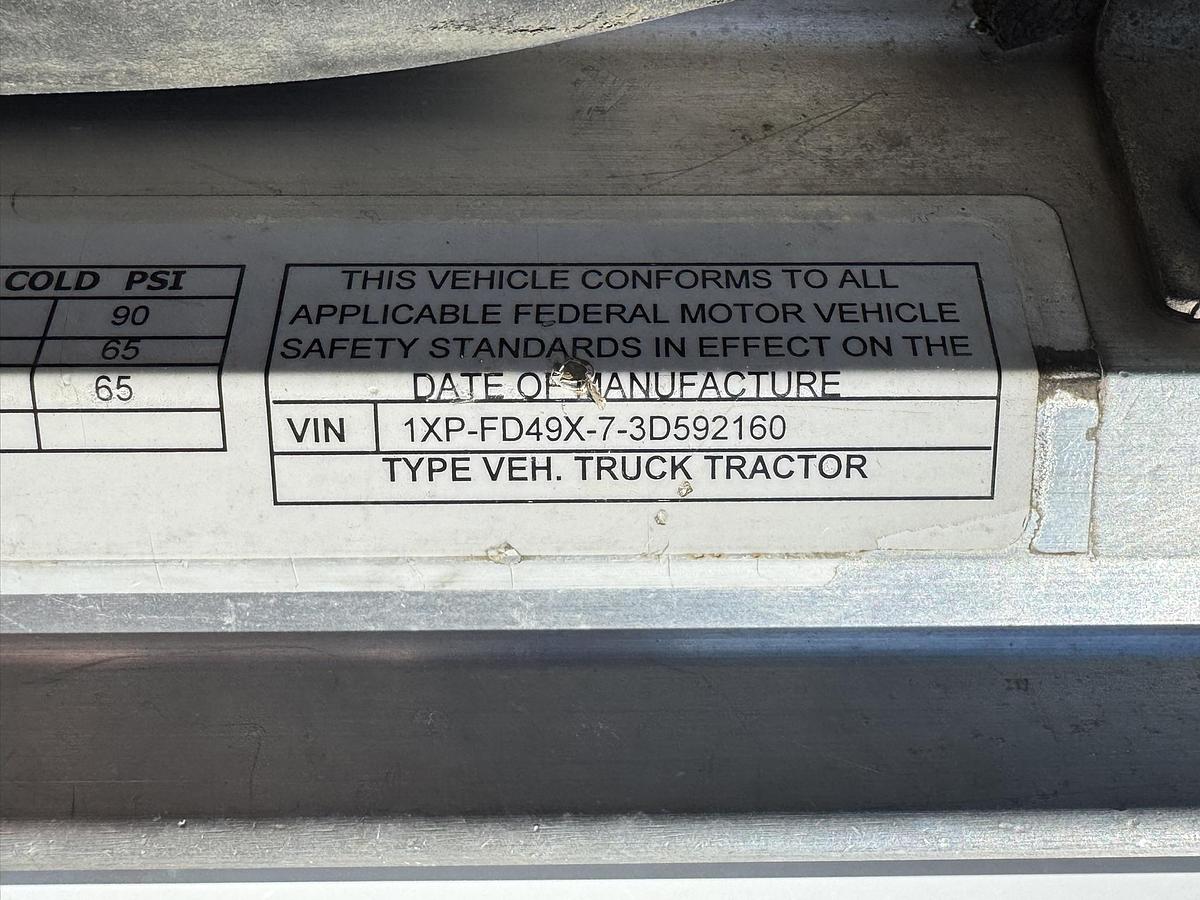 COLD PSI
90
65
65
THIS VEHICLE CONFORMS TO ALL
APPLICABLE FEDERAL MOTOR VEHICLE
SAFETY STANDARDS IN EFFECT ON THE
DATE OF MANUFACTURE
VIN 1XP-FD49X-7-3D592160
TYPE VEH. TRUCK TRACTOR